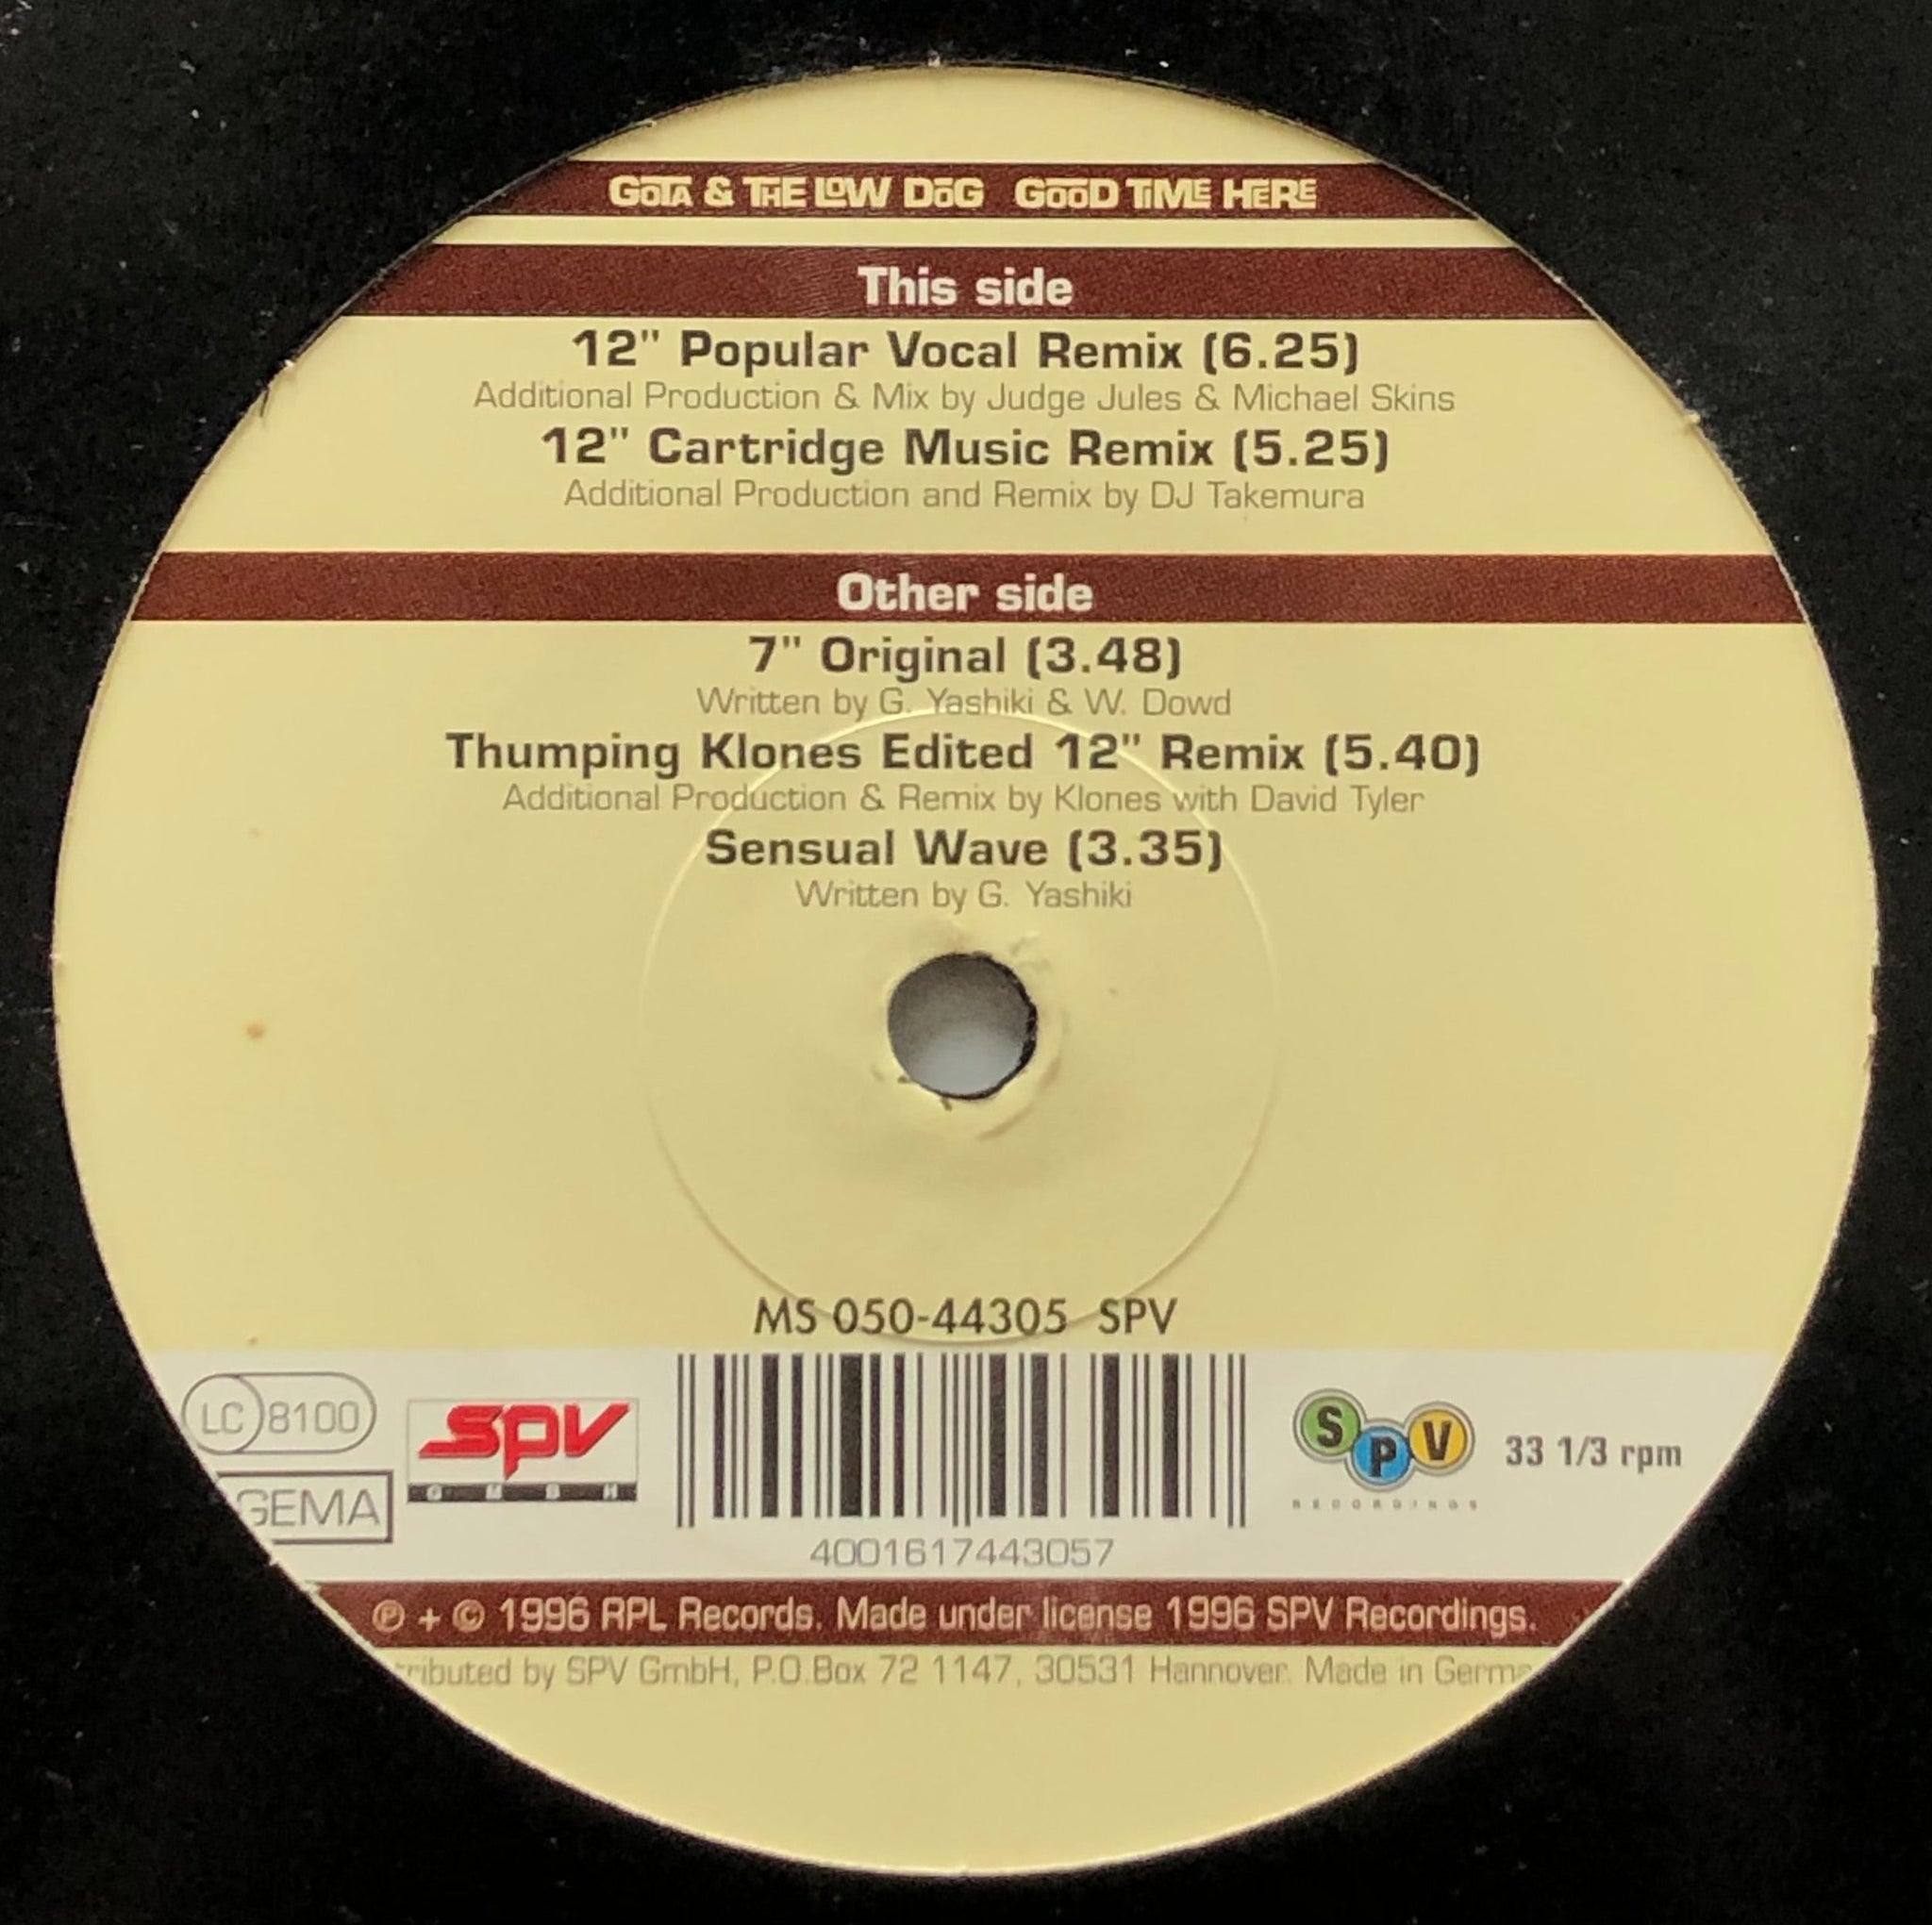 GOTA & THE LOW DOG GOOD TIME HERE
This side
12" Popular Vocal Remix (6.25)
Additional Production & Mix by Judge Jules & Michael Skins
12" Cartridge Music Remix (5.25)
Additional Production and Remix by DJ Takemura
Other side
7" Original (3.48)
Written by G. Yashiki & W. Dowd
Thumping Klones Edited 12" Remix (5.40)
Additional Production & Remix by Klones with David Tyler
Sensual Wave (3.35)
Written by G. Yashiki
MS 050-44305 SPV
LC 8100
GEMA
spv
GMBH
4001617443057
SPV
RECORDINGS
33 1/3 rpm
℗ + © 1996 RPL Records. Made under license 1996 SPV Recordings.
ributed by SPV GmbH, P.O.Box 72 1147, 30531 Hannover. Made in Germ